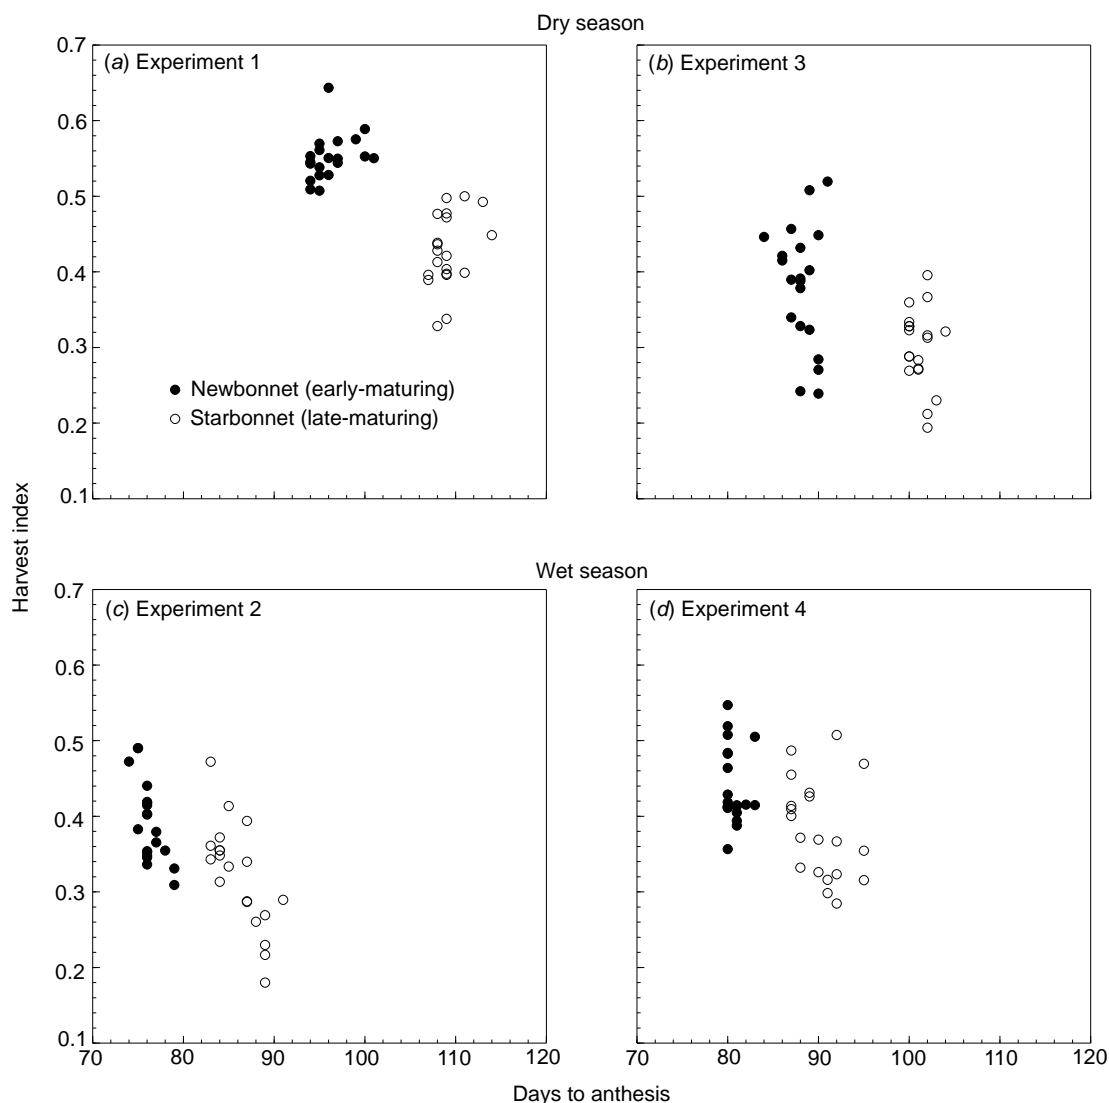 Dry season
0.7
0.6
0.5
0.4
0.3
0.2
0.1
(a) Experiment 1
Newbonnet (early-maturing)
Starbonnet (late-maturing)
(b) Experiment 3
Harvest index
Wet season
0.7
0.6
0.5
0.4
0.3
0.2
0.1
(c) Experiment 2
(d) Experiment 4
70 80 90 100 110 120
70 80 90 100 110 120
Days to anthesis